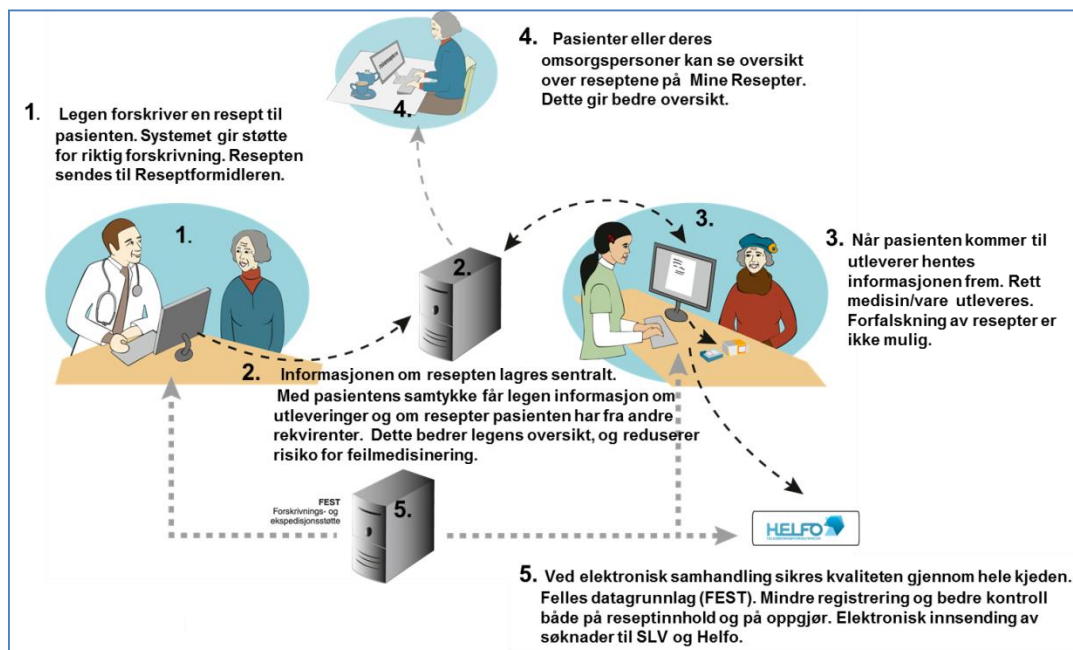 1. Legen forskriver en resept til
pasienten. Systemet gir støtte
for riktig forskrivning. Resepten
sendes til Reseptformidleren.
4. Pasienter eller deres
omsorgspersoner kan se oversikt
over reseptene på Mine Resepter.
Dette gir bedre oversikt.
4.
1.
2.
3.
3. Når pasienten kommer til
utleverer hentes
informasjonen frem. Rett
medisin/vare utleveres.
Forfalskning av resepter er
ikke mulig.
2. Informasjonen om resepten lagres sentralt.
Med pasientens samtykke får legen informasjon om
utleveringer og om resepter pasienten har fra andre
rekvirenter. Dette bedrer legens oversikt, og reduserer
risiko for feilmedisinering.
FEST
Forskrivnings- og
ekspedisjonsstøtte
5.
HELFO
5. Ved elektronisk samhandling sikres kvaliteten gjennom hele kjeden.
Felles datagrunnlag (FEST). Mindre registrering og bedre kontroll
både på reseptinnhold og på oppgjør. Elektronisk innsending av
søknader til SLV og Helfo.